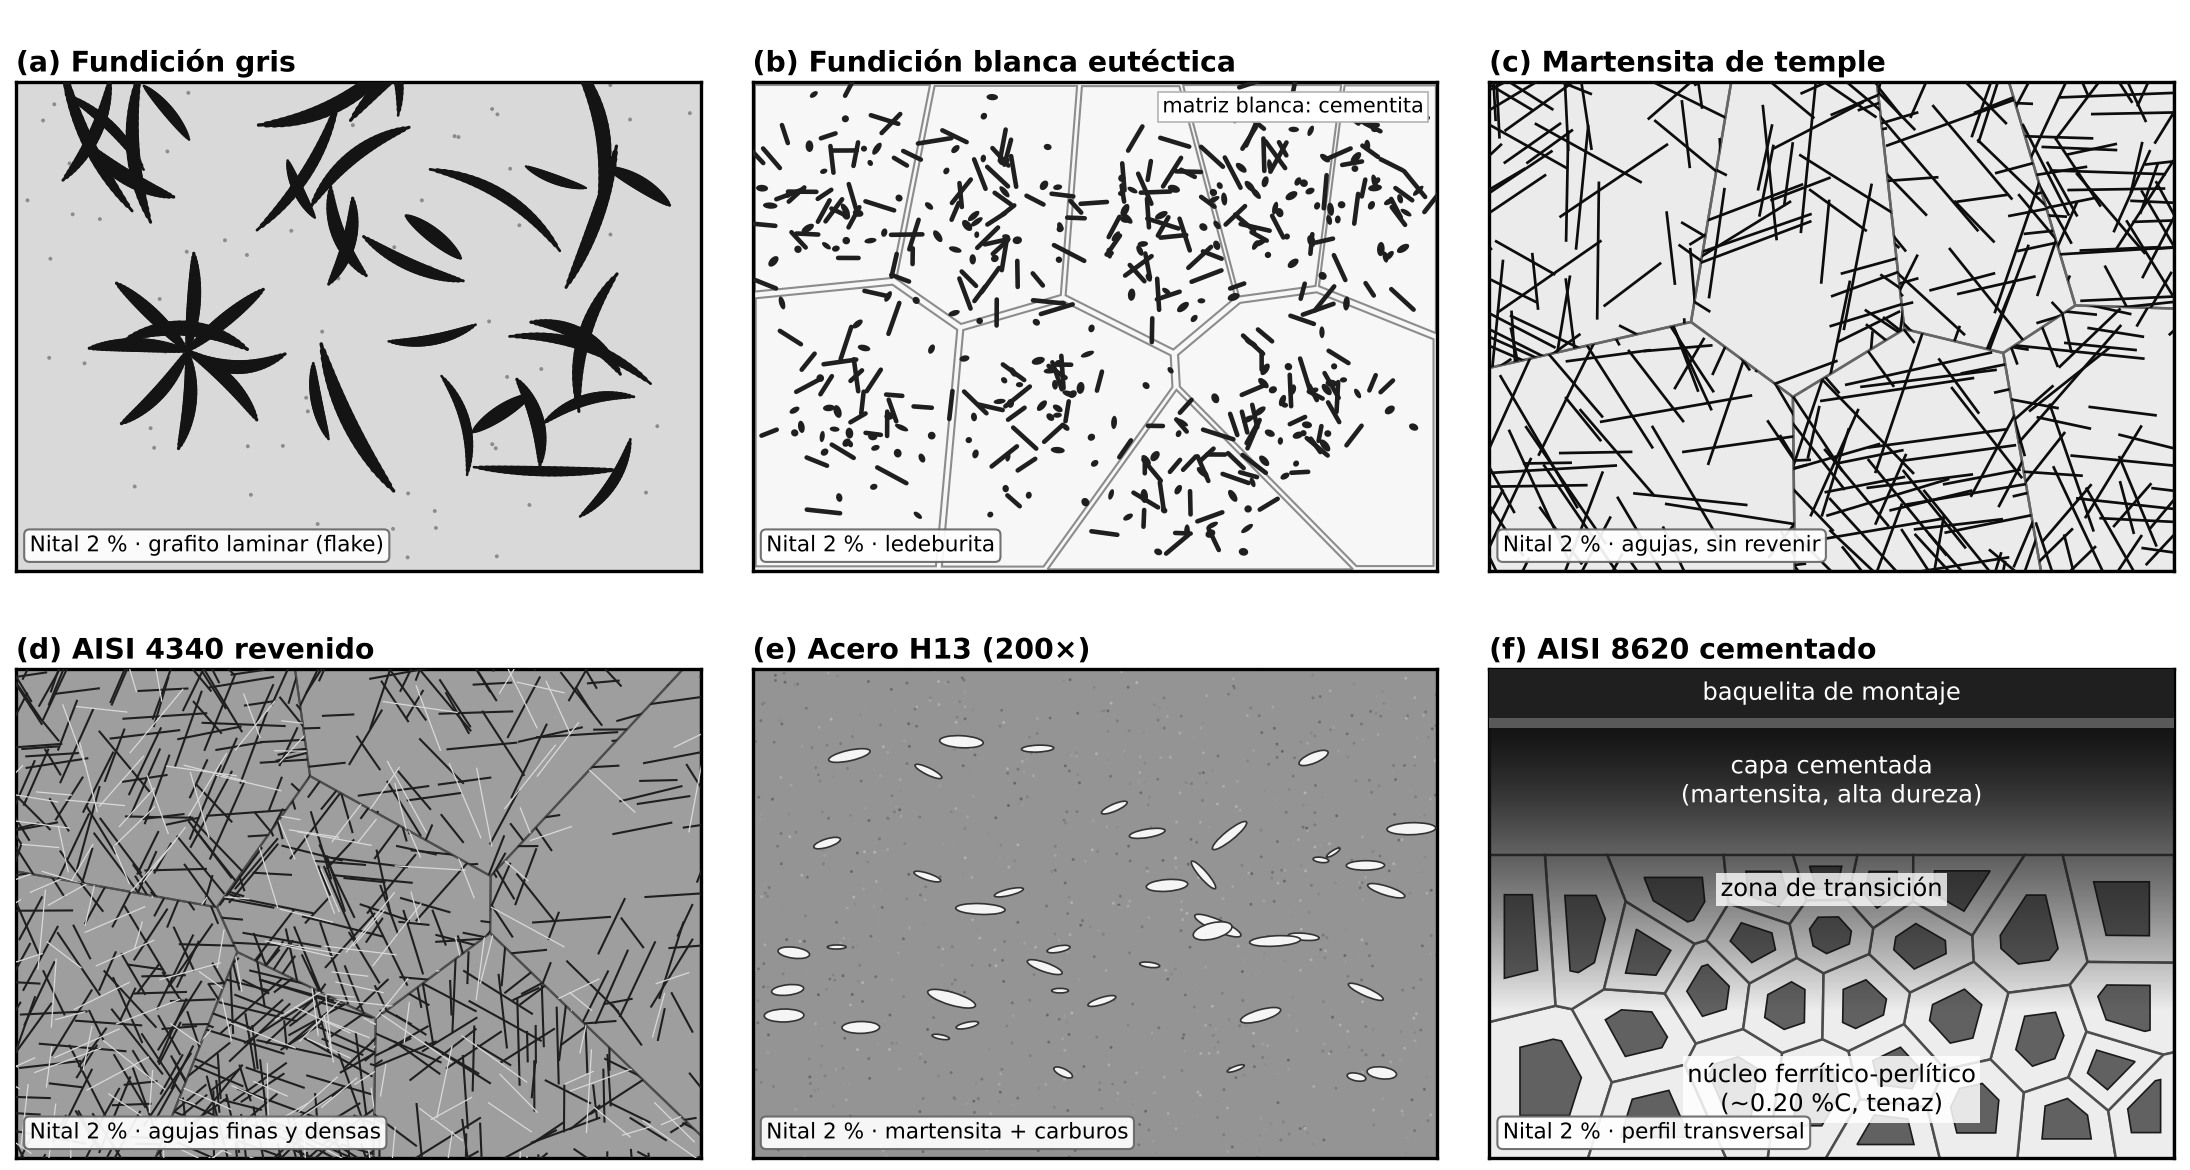 (a) Fundición gris
Nital 2 % · grafito laminar (flake)
(b) Fundición blanca eutéctica
matriz blanca: cementita
Nital 2 % · ledeburita
(c) Martensita de temple
Nital 2 % · agujas, sin revenir
(d) AISI 4340 revenido
Nital 2 % · agujas finas y densas
(e) Acero H13 (200×)
Nital 2 % · martensita + carburos
(f) AISI 8620 cementado
baquelita de montaje
capa cementada
(martensita, alta dureza)
zona de transición
núcleo ferrítico-perlítico
(~0.20 %C, tenaz)
Nital 2 % · perfil transversal